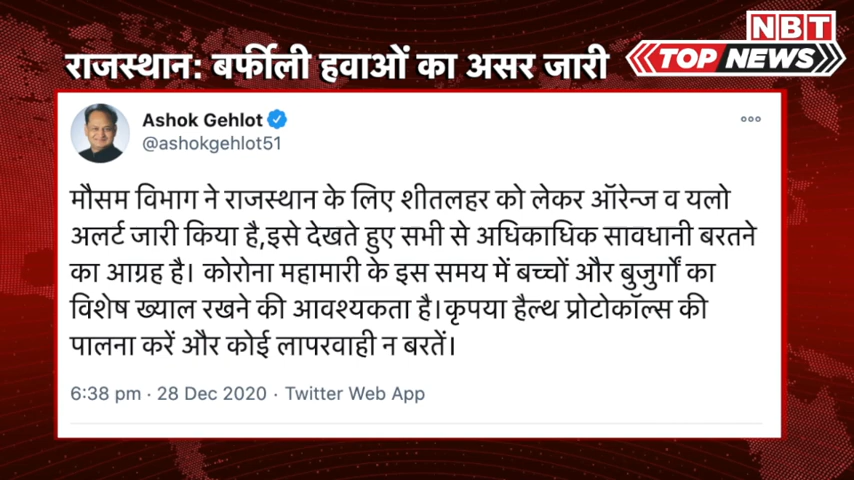 NBT
राजस्थान: बर्फीली हवाओं का असर जारी
TOP NEWS
Ashok Gehlot
@ashokgehlot51
मौसम विभाग ने राजस्थान के लिए शीतलहर को लेकर ऑरेन्ज व यलो
अलर्ट जारी किया है,इसे देखते हुए सभी से अधिकाधिक सावधानी बरतने
का आग्रह है। कोरोना महामारी के इस समय में बच्चों और बुजुर्गों का
विशेष ख्याल रखने की आवश्यकता है।कृपया हैल्थ प्रोटोकॉल्स की
पालना करें और कोई लापरवाही न बरतें।
6:38 pm · 28 Dec 2020 · Twitter Web App